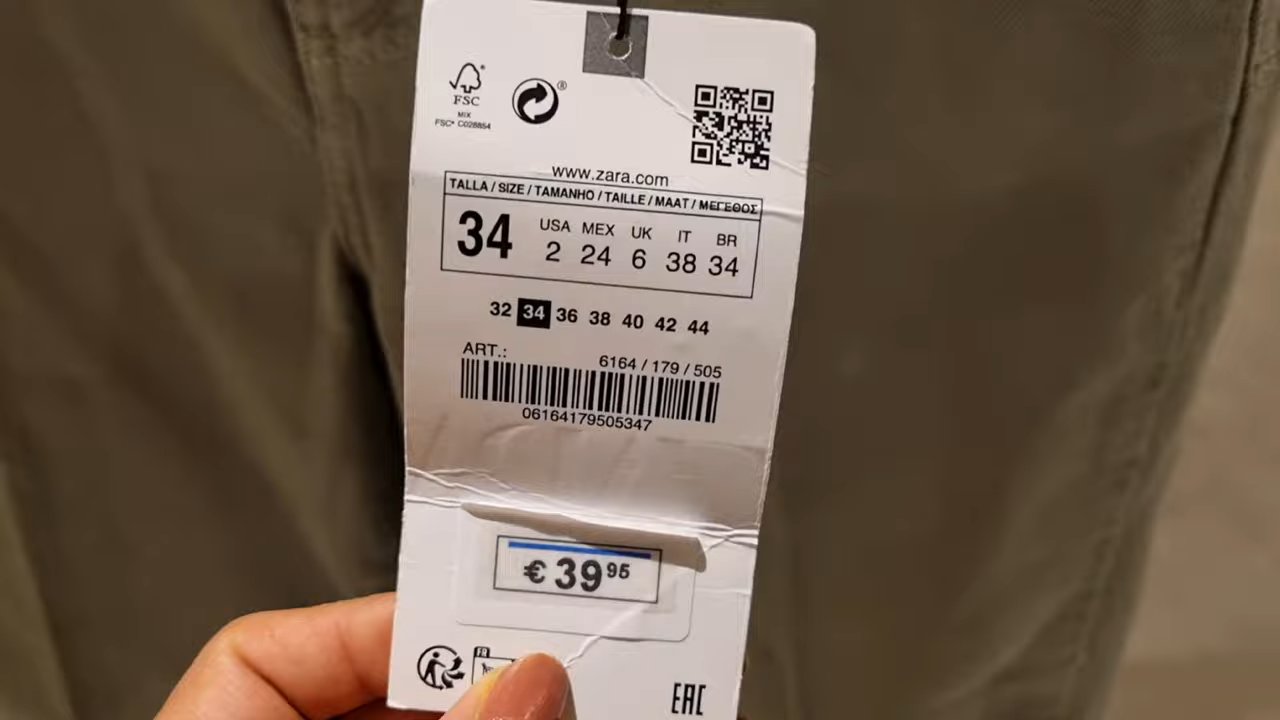 FSC®
MIX
FSC® C028854
®
www.zara.com
TALLA / SIZE / TAMANHO / TAILLE / MAAT / ΜΕΓΕΘΟΣ
34
USA MEX UK IT BR
2 24 6 38 34
32 34 36 38 40 42 44
ART.: 6164 / 179 / 505
06164179505347
€ 39 95
FR
EAC